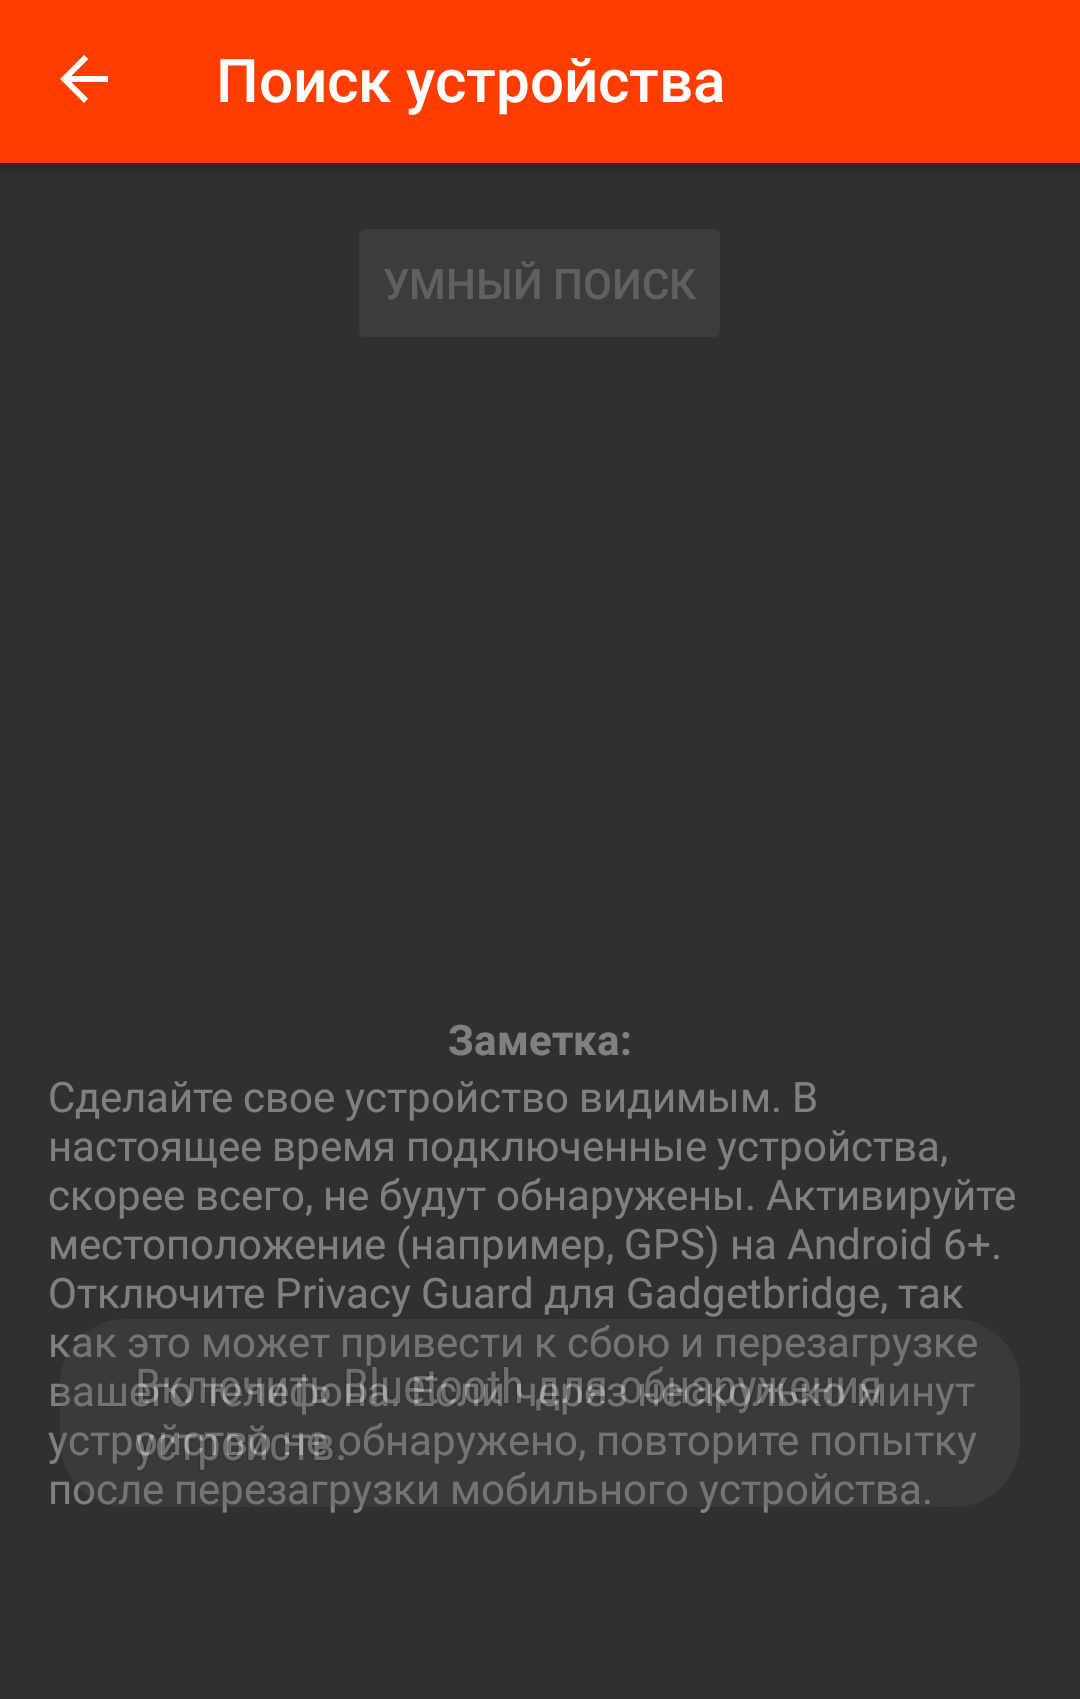 Поиск устройства
УМНЫЙ ПОИСК
Заметка:
Сделайте свое устройство видимым. В
настоящее время подключенные устройства,
скорее всего, не будут обнаружены. Активируйте
местоположение (например, GPS) на Android 6+.
Отключите Privacy Guard для Gadgetbridge, так
как это может привести к сбою и перезагрузке
вашего телефона. Если через несколько минут
устройств не обнаружено, повторите попытку
после перезагрузки мобильного устройства.
Включить Bluetooth для обнаружения
устройств.